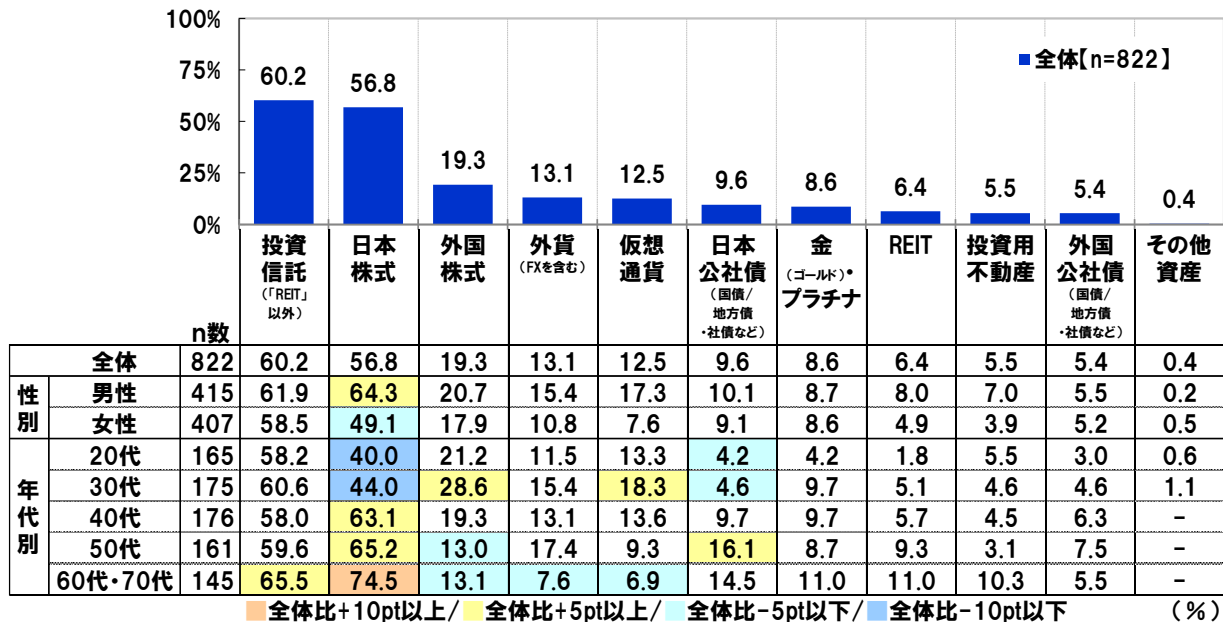 100%
75%
50%
25%
0%
■全体【n=822】
60.2 56.8 19.3 13.1 12.5 9.6 8.6 6.4 5.5 5.4 0.4
投資信託(「REIT」以外)
日本株式
外国株式
外貨(FXを含む)
仮想通貨
日本公社債(国債/地方債・社債など)
金(ゴールド)・プラチナ
REIT
投資用不動産
外国公社債(国債/地方債・社債など)
その他資産
n数
全体 822 60.2 56.8 19.3 13.1 12.5 9.6 8.6 6.4 5.5 5.4 0.4
性別
男性 415 61.9 64.3 20.7 15.4 17.3 10.1 8.7 8.0 7.0 5.5 0.2
女性 407 58.5 49.1 17.9 10.8 7.6 9.1 8.6 4.9 3.9 5.2 0.5
年代別
20代 165 58.2 40.0 21.2 11.5 13.3 4.2 4.2 1.8 5.5 3.0 0.6
30代 175 60.6 44.0 28.6 15.4 18.3 4.6 9.7 5.1 4.6 4.6 1.1
40代 176 58.0 63.1 19.3 13.1 13.6 9.7 9.7 5.7 4.5 6.3 -
50代 161 59.6 65.2 13.0 17.4 9.3 16.1 8.7 9.3 3.1 7.5 -
60代・70代 145 65.5 74.5 13.1 7.6 6.9 14.5 11.0 11.0 10.3 5.5 -
■全体比+10pt以上/■全体比+5pt以上/■全体比-5pt以下/■全体比-10pt以下 (%)